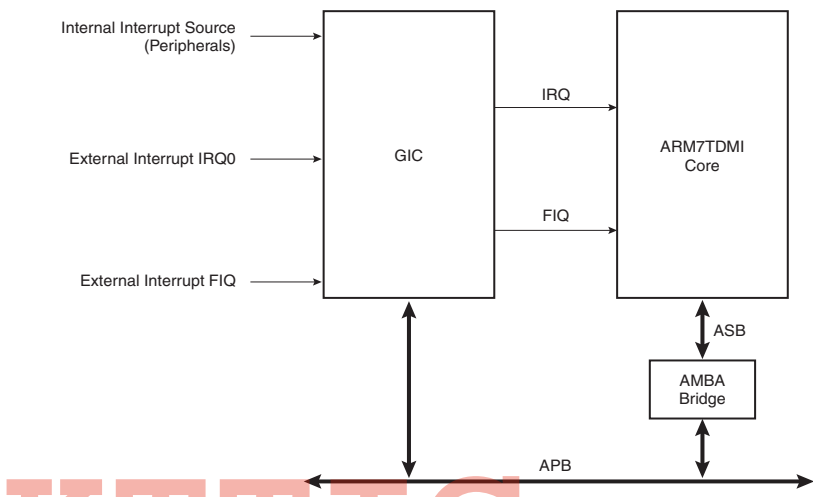 Internal Interrupt Source
(Peripherals)
External Interrupt IRQ0
External Interrupt FIQ
GIC
IRQ
FIQ
ARM7TDMI
Core
ASB
AMBA
Bridge
APB